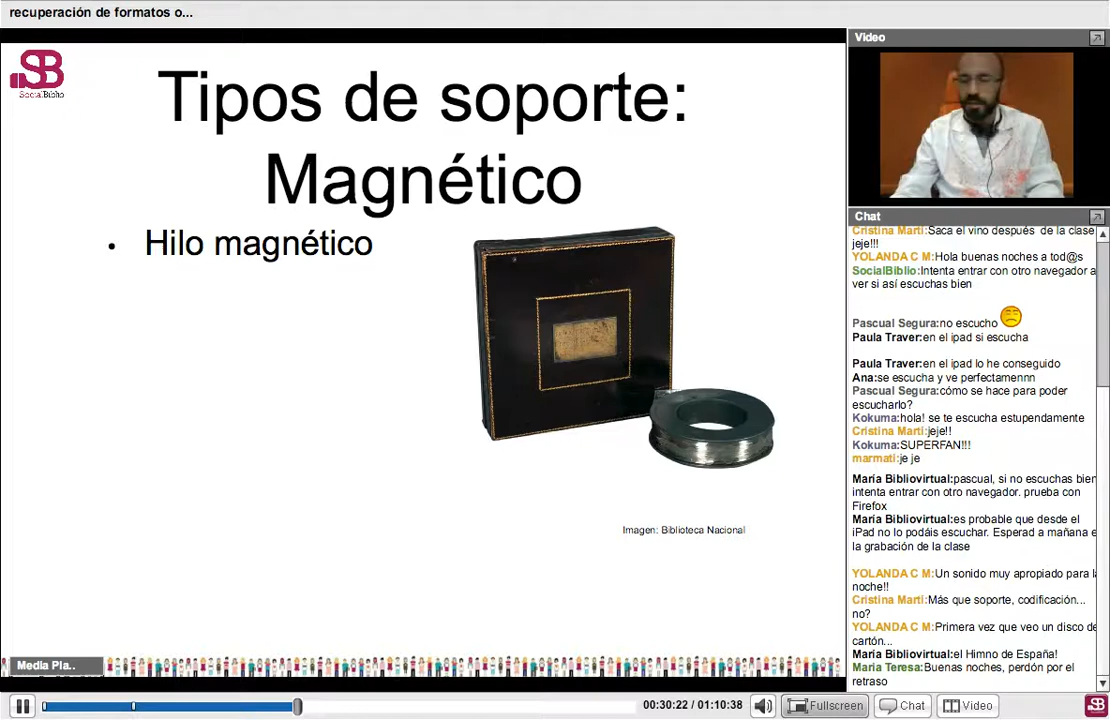 recuperación de formatos o...
SB
SocialBiblio
Tipos de soporte:
Magnético
• Hilo magnético
Imagen: Biblioteca Nacional
Media Pla..
Video
Chat
Cristina Marti:Saca el vino después de la clase
jeje!!!
YOLANDA C M:Hola buenas noches a tod@s
SocialBiblio:Intenta entrar con otro navegador a
ver si así escuchas bien
Pascual Segura:no escucho
Paula Traver:en el ipad si escucha
Paula Traver:en el ipad lo he conseguido
Ana:se escucha y ve perfectamennn
Pascual Segura:cómo se hace para poder
escucharlo?
Kokuma:hola! se te escucha estupendamente
Cristina Marti:jeje!!
Kokuma:SUPERFAN!!!
marmati:je je
María Bibliovirtual:pascual, si no escuchas bien
intenta entrar con otro navegador. prueba con
Firefox
María Bibliovirtual:es probable que desde el
iPad no lo podáis escuchar. Esperad a mañana e
la grabación de la clase
YOLANDA C M:Un sonido muy apropiado para la
noche!!
Cristina Marti:Más que soporte, codificación...
no?
YOLANDA C M:Primera vez que veo un disco de
cartón...
María Bibliovirtual:el Himno de España!
Maria Teresa:Buenas noches, perdón por el
retraso
00:30:22 / 01:10:38
Fullscreen
Chat
Video
SB